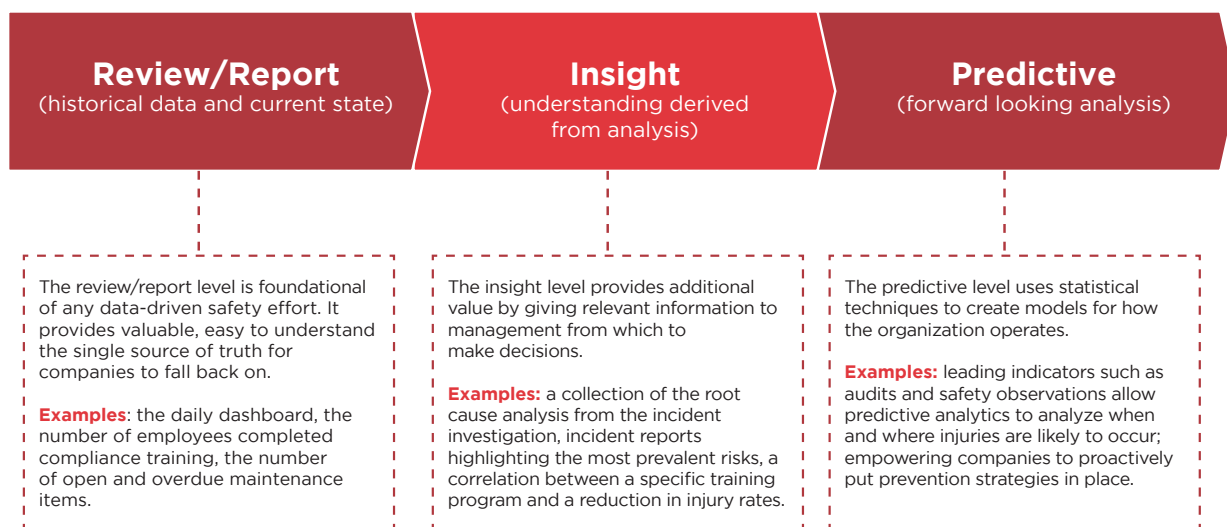 Review/Report
(historical data and current state)
Insight
(understanding derived
from analysis)
Predictive
(forward looking analysis)
The review/report level is foundational
of any data-driven safety effort. It
provides valuable, easy to understand
the single source of truth for
companies to fall back on.
Examples: the daily dashboard, the
number of employees completed
compliance training, the number
of open and overdue maintenance
items.
The insight level provides additional
value by giving relevant information to
management from which to
make decisions.
Examples: a collection of the root
cause analysis from the incident
investigation, incident reports
highlighting the most prevalent risks, a
correlation between a specific training
program and a reduction in injury rates.
The predictive level uses statistical
techniques to create models for how
the organization operates.
Examples: leading indicators such as
audits and safety observations allow
predictive analytics to analyze when
and where injuries are likely to occur;
empowering companies to proactively
put prevention strategies in place.